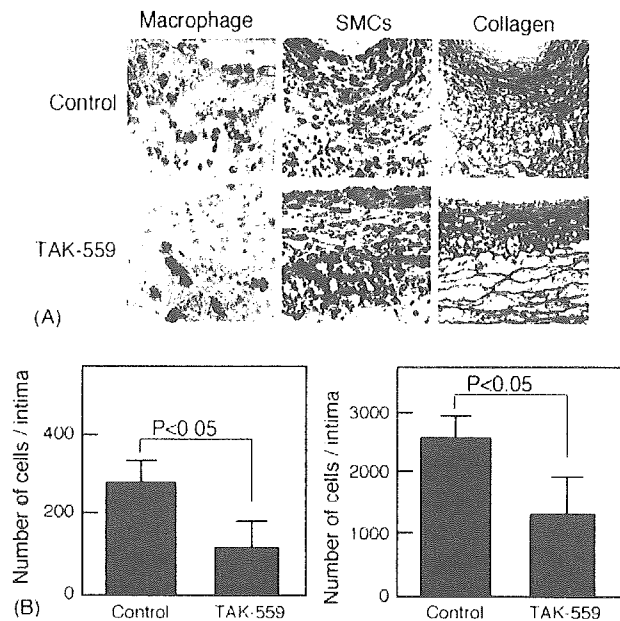 Macrophage SMCs Collagen
Control
TAK-559
(A)
Number of cells / intima
400
200
0
P<0 05
Control TAK-559
Number of cells / intima
3000
2000
1000
0
P<0.05
Control TAK-559
(B)